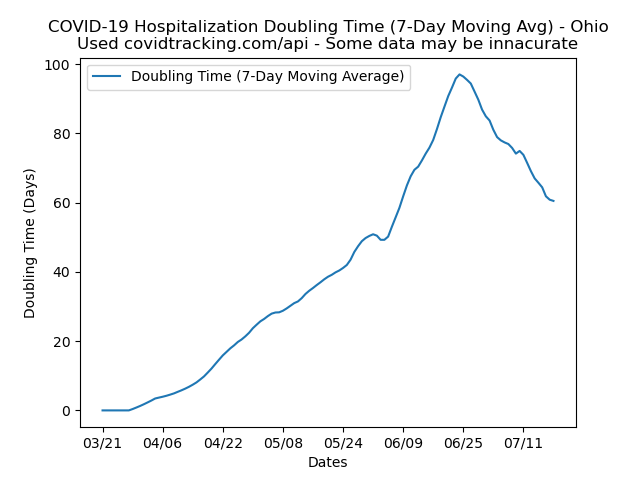 COVID-19 Hospitalization Doubling Time (7-Day Moving Avg) - Ohio
Used covidtracking.com/api - Some data may be innacurate
Doubling Time (7-Day Moving Average)
Doubling Time (Days)
100
80
60
40
20
0
03/21 04/06 04/22 05/08 05/24 06/09 06/25 07/11
Dates